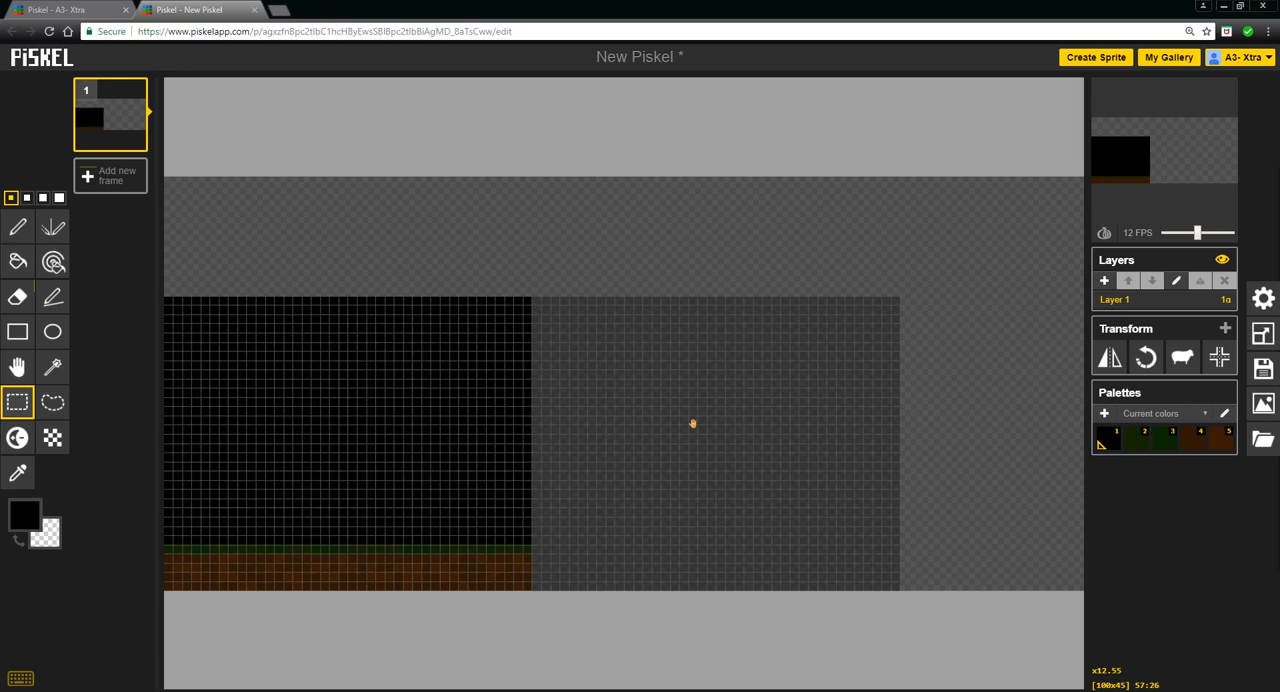 Piskel - A3- Xtra
Piskel - New Piskel
Secure https://www.piskelapp.com/p/agxzfnBpc2tlbC1hcHByEwsSBlBpc2tlbBiAgMD_8aTsCww/edit
PiSKEL
New Piskel *
Create Sprite
My Gallery
A3- Xtra
1
Add new
frame
12 FPS
Layers
Layer 1
1α
Transform
Palettes
Current colors
1 2 3 4 5
x12.55
[100x45] 57:26